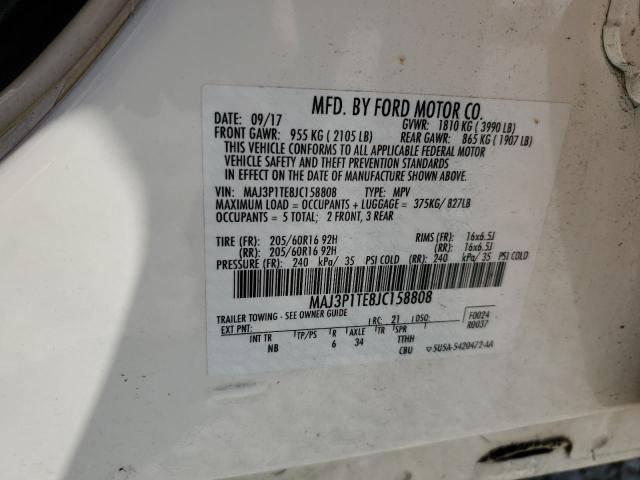 MFD. BY FORD MOTOR CO.
DATE: 09/17 GVWR: 1810 KG ( 3990 LB)
FRONT GAWR: 955 KG ( 2105 LB) REAR GAWR: 865 KG ( 1907 LB)
THIS VEHICLE CONFORMS TO ALL APPLICABLE FEDERAL MOTOR
VEHICLE SAFETY AND THEFT PREVENTION STANDARDS
IN EFFECT ON THE DATE OF MANUFACTURE SHOWN ABOVE.
VIN: MAJ3P1TE8JC158808 TYPE: MPV
MAXIMUM LOAD = OCCUPANTS + LUGGAGE = 375KG/ 827LB
OCCUPANTS = 5 TOTAL; 2 FRONT, 3 REAR
TIRE (FR): 205/60R16 92H RIMS (FR): 16x6.5J
(RR): 205/60R16 92H (RR): 16x6.5J
PRESSURE (FR): 240 kPa/ 35 PSI COLD (RR): 240 kPa/ 35 PSI COLD
MAJ3P1TE8JC158808
TRAILER TOWING - SEE OWNER GUIDE
EXT PNT: RC: 21 DSO: F0024
R0037
INT TR TP/PS R AXLE TR SPR
NB 6 34 TTHH
CBU 5U5A-5420472-AA